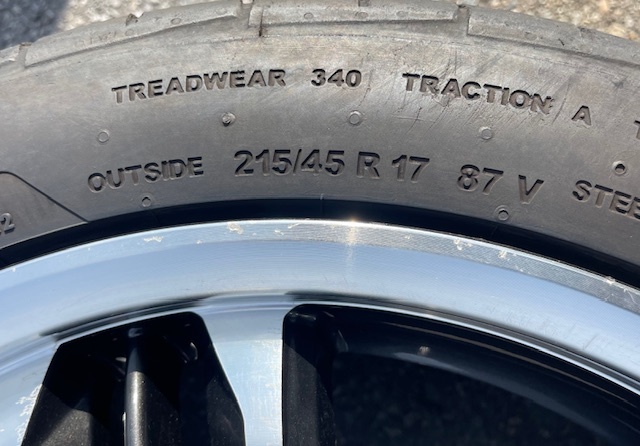 TREADWEAR 340 TRACTION A
OUTSIDE 215/45 R 17 87 V